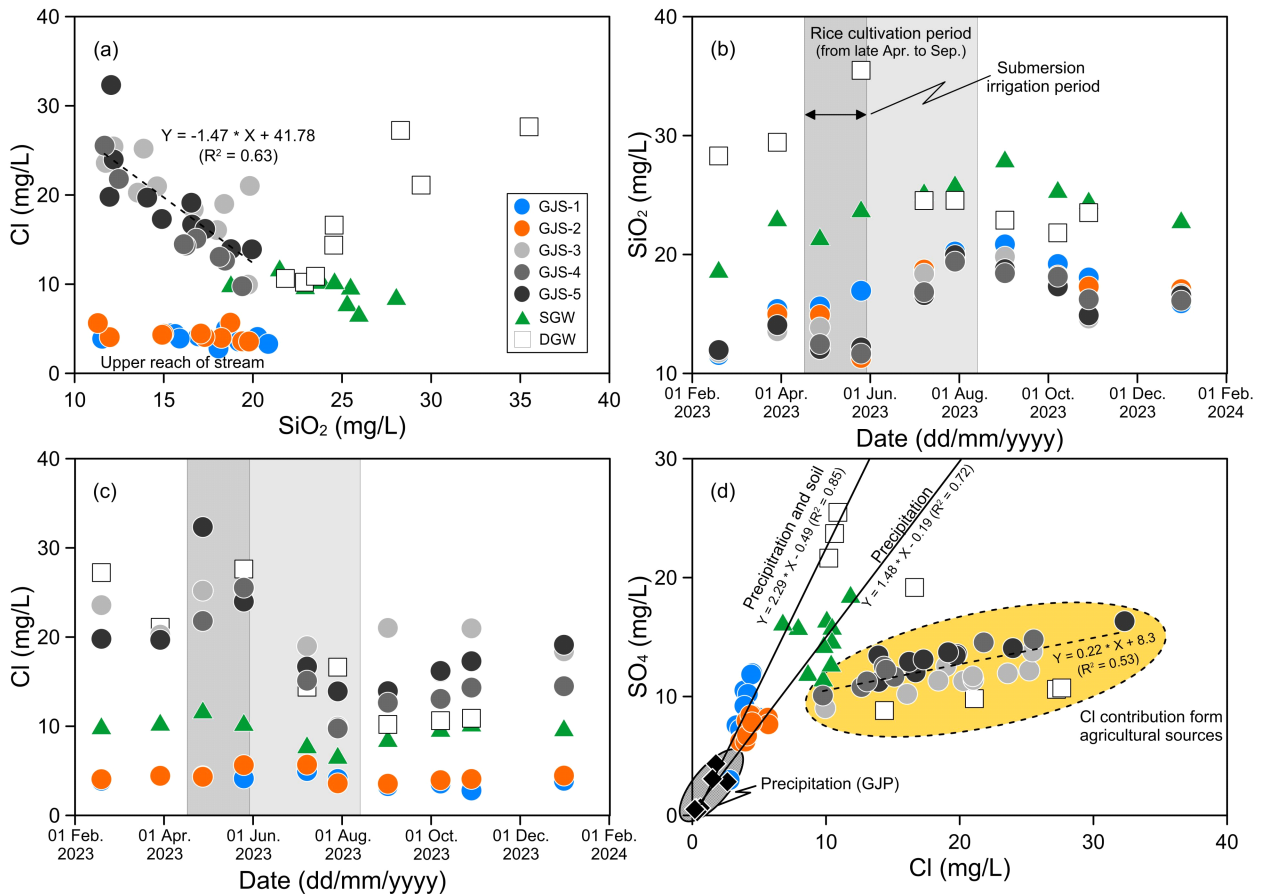 (a)
Y = -1.47 * X + 41.78
(R² = 0.63)
GJS-1
GJS-2
GJS-3
GJS-4
GJS-5
SGW
DGW
Upper reach of stream
40
30
20
10
0
Cl (mg/L)
10 15 20 25 30 35 40
SiO₂ (mg/L)
(b)
Rice cultivation period
(from late Apr. to Sep.)
Submersion
irrigation period
40
30
20
10
SiO₂ (mg/L)
01 Feb. 01 Apr. 01 Jun. 01 Aug. 01 Oct. 01 Dec. 01 Feb.
2023 2023 2023 2023 2023 2023 2024
Date (dd/mm/yyyy)
(c)
40
30
20
10
0
Cl (mg/L)
01 Feb. 01 Apr. 01 Jun. 01 Aug. 01 Oct. 01 Dec. 01 Feb.
2023 2023 2023 2023 2023 2023 2024
Date (dd/mm/yyyy)
(d)
Precipitration and soil
Y = 2.29 * X - 0.49 (R² = 0.85)
Precipitation
Y = 1.48 * X - 0.19 (R² = 0.72)
Y = 0.22 * X + 8.3
(R² = 0.53)
Cl contribution form
agricultural sources
Precipitation (GJP)
30
20
10
0
SO₄ (mg/L)
0 10 20 30 40
Cl (mg/L)